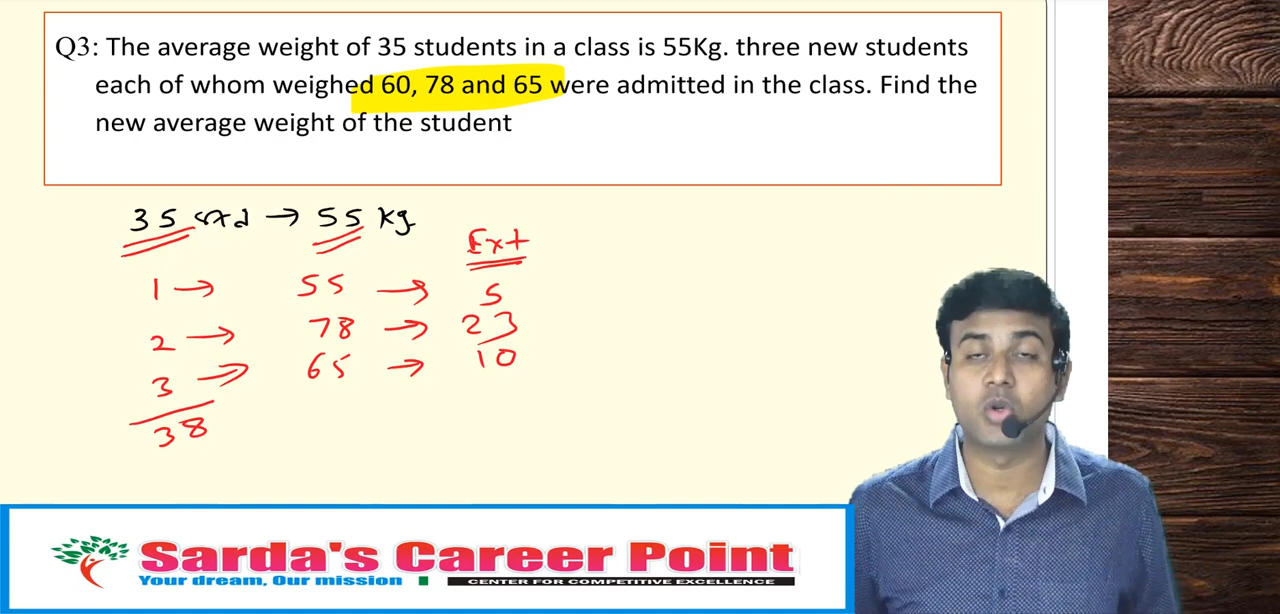 Q3: The average weight of 35 students in a class is 55Kg. three new students
each of whom weighed 60, 78 and 65 were admitted in the class. Find the
new average weight of the student
35 std → 55 kg
Ext
1 → 55 → 5
2 → 78 → 23
3 → 65 → 10
38
Sarda's Career Point
Your dream, Our mission
CENTER FOR COMPETITIVE EXCELLENCE